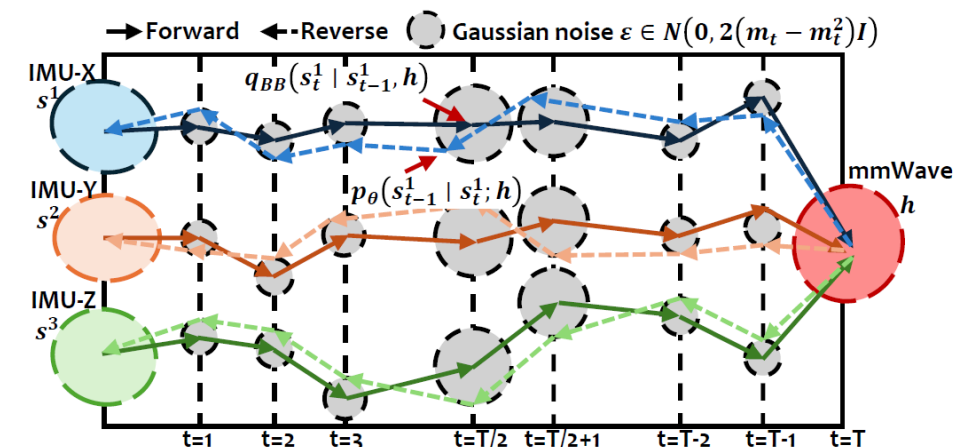 Forward Reverse Gaussian noise ε ∈ N(0, 2(m_t − m_t^2)I)
IMU-X
s^1
q_BB(s_t^1 | s_{t-1}^1, h)
IMU-Y
s^2
p_θ(s_{t-1}^1 | s_t^1; h)
mmWave
h
IMU-Z
s^3
t=1 t=2 t=3 t=T/2 t=T/2+1 t=T-2 t=T-1 t=T